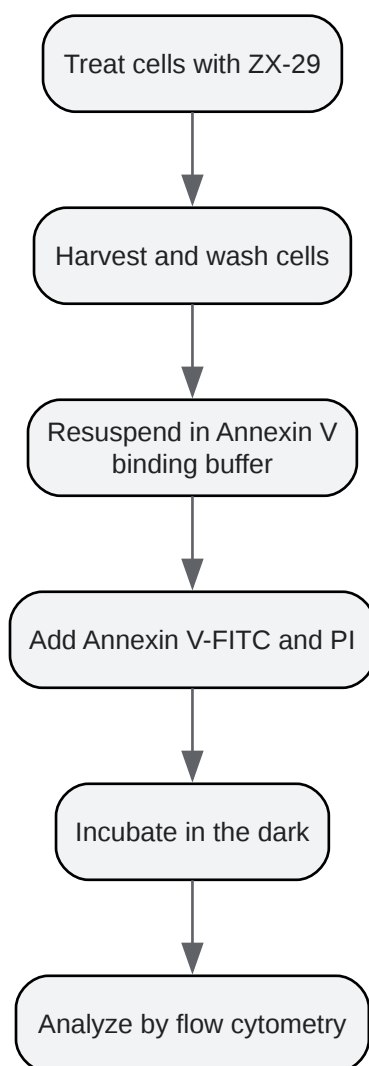 Treat cells with ZX-29
Harvest and wash cells
Resuspend in Annexin V
binding buffer
Add Annexin V-FITC and PI
Incubate in the dark
Analyze by flow cytometry